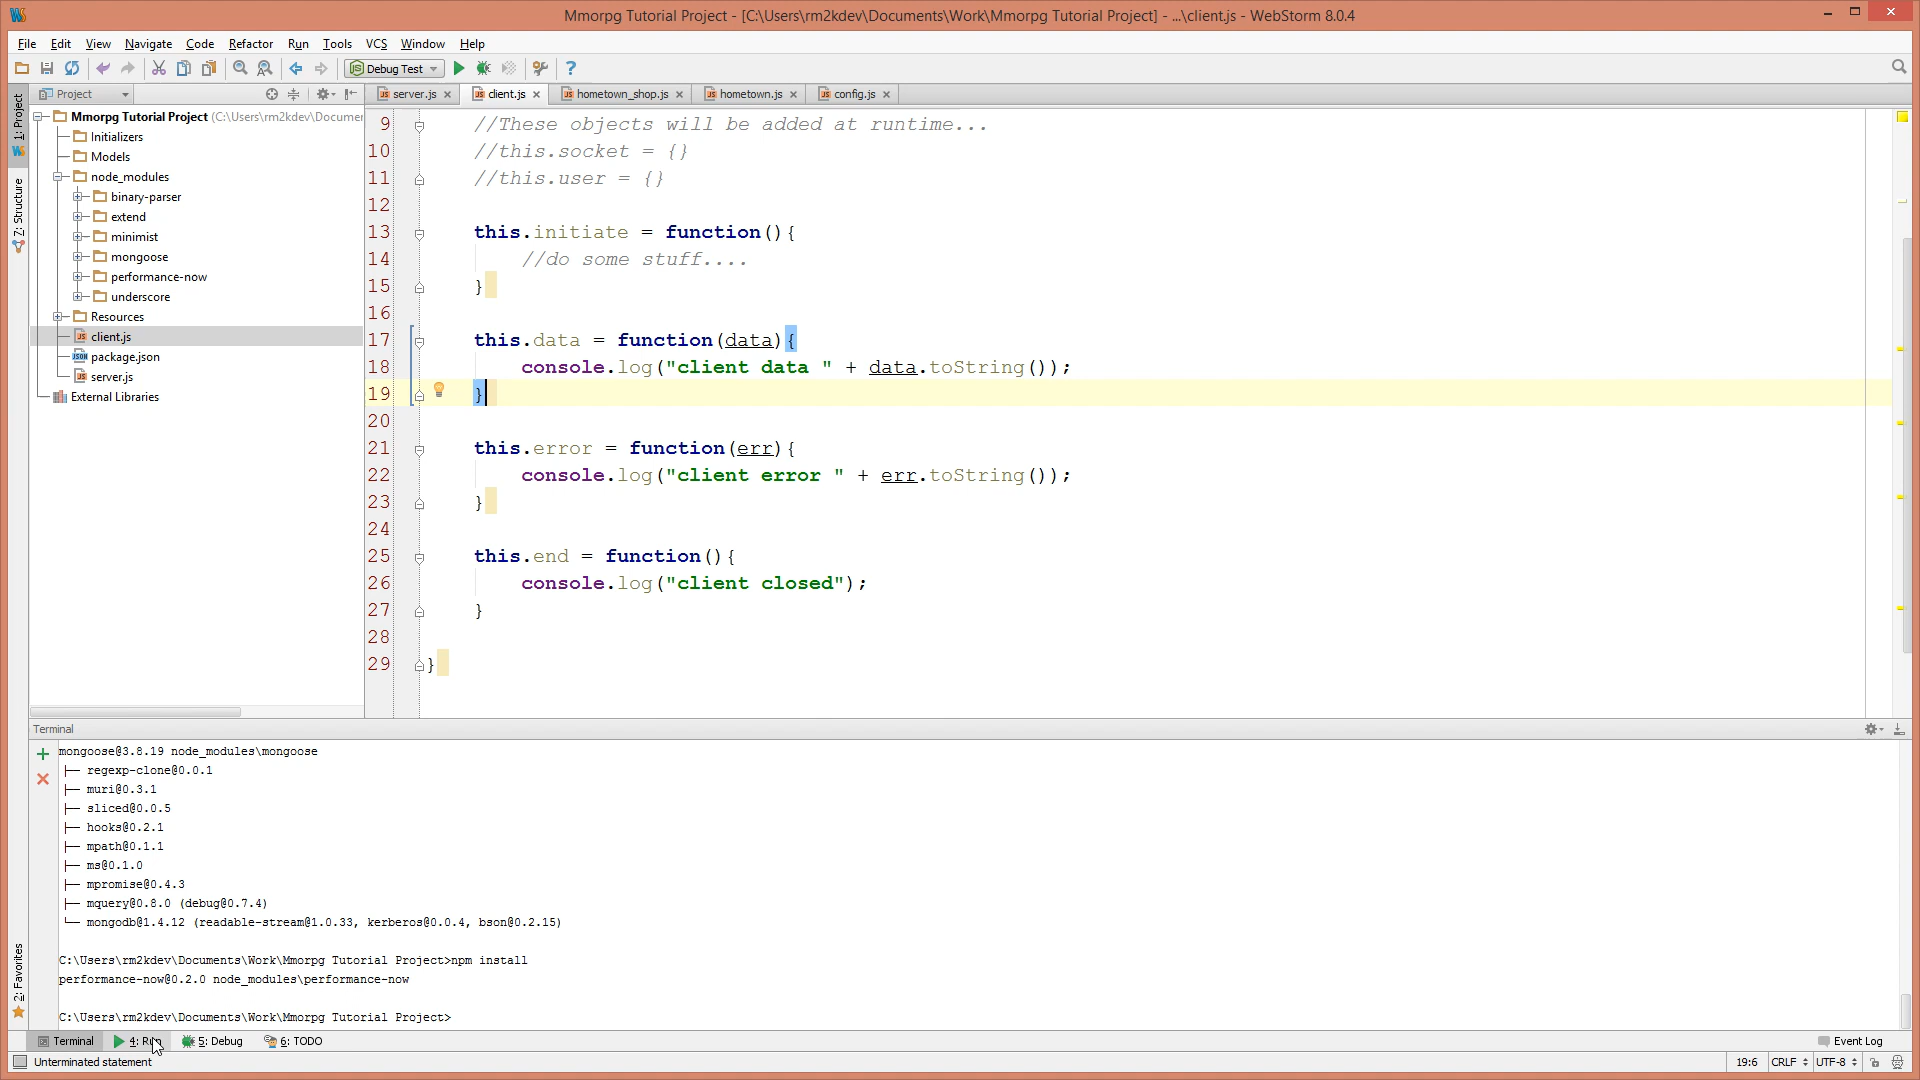 Mmorpg Tutorial Project - [C:\Users\rm2kdev\Documents\Work\Mmorpg Tutorial Project] - ...\client.js - WebStorm 8.0.4
File Edit View Navigate Code Refactor Run Tools VCS Window Help
Debug Test
Project
server.js client.js hometown_shop.js hometown.js config.js
1: Project
7: Structure
2: Favorites
Mmorpg Tutorial Project (C:\Users\rm2kdev\Documer
Initializers
Models
node_modules
binary-parser
extend
minimist
mongoose
performance-now
underscore
Resources
client.js
package.json
server.js
External Libraries
9 //These objects will be added at runtime...
10 //this.socket = {}
11 //this.user = {}
12
13 this.initiate = function(){
14 //do some stuff....
15 }
16
17 this.data = function(data){
18 console.log("client data " + data.toString());
19 }
20
21 this.error = function(err){
22 console.log("client error " + err.toString());
23 }
24
25 this.end = function(){
26 console.log("client closed");
27 }
28
29 }
Terminal
mongoose@3.8.19 node_modules\mongoose
├── regexp-clone@0.0.1
├── muri@0.3.1
├── sliced@0.0.5
├── hooks@0.2.1
├── mpath@0.1.1
├── ms@0.1.0
├── mpromise@0.4.3
├── mquery@0.8.0 (debug@0.7.4)
└── mongodb@1.4.12 (readable-stream@1.0.33, kerberos@0.0.4, bson@0.2.15)
C:\Users\rm2kdev\Documents\Work\Mmorpg Tutorial Project>npm install
performance-now@0.2.0 node_modules\performance-now
C:\Users\rm2kdev\Documents\Work\Mmorpg Tutorial Project>
Terminal 4: Run 5: Debug 6: TODO Event Log
Unterminated statement 19:6 CRLF UTF-8